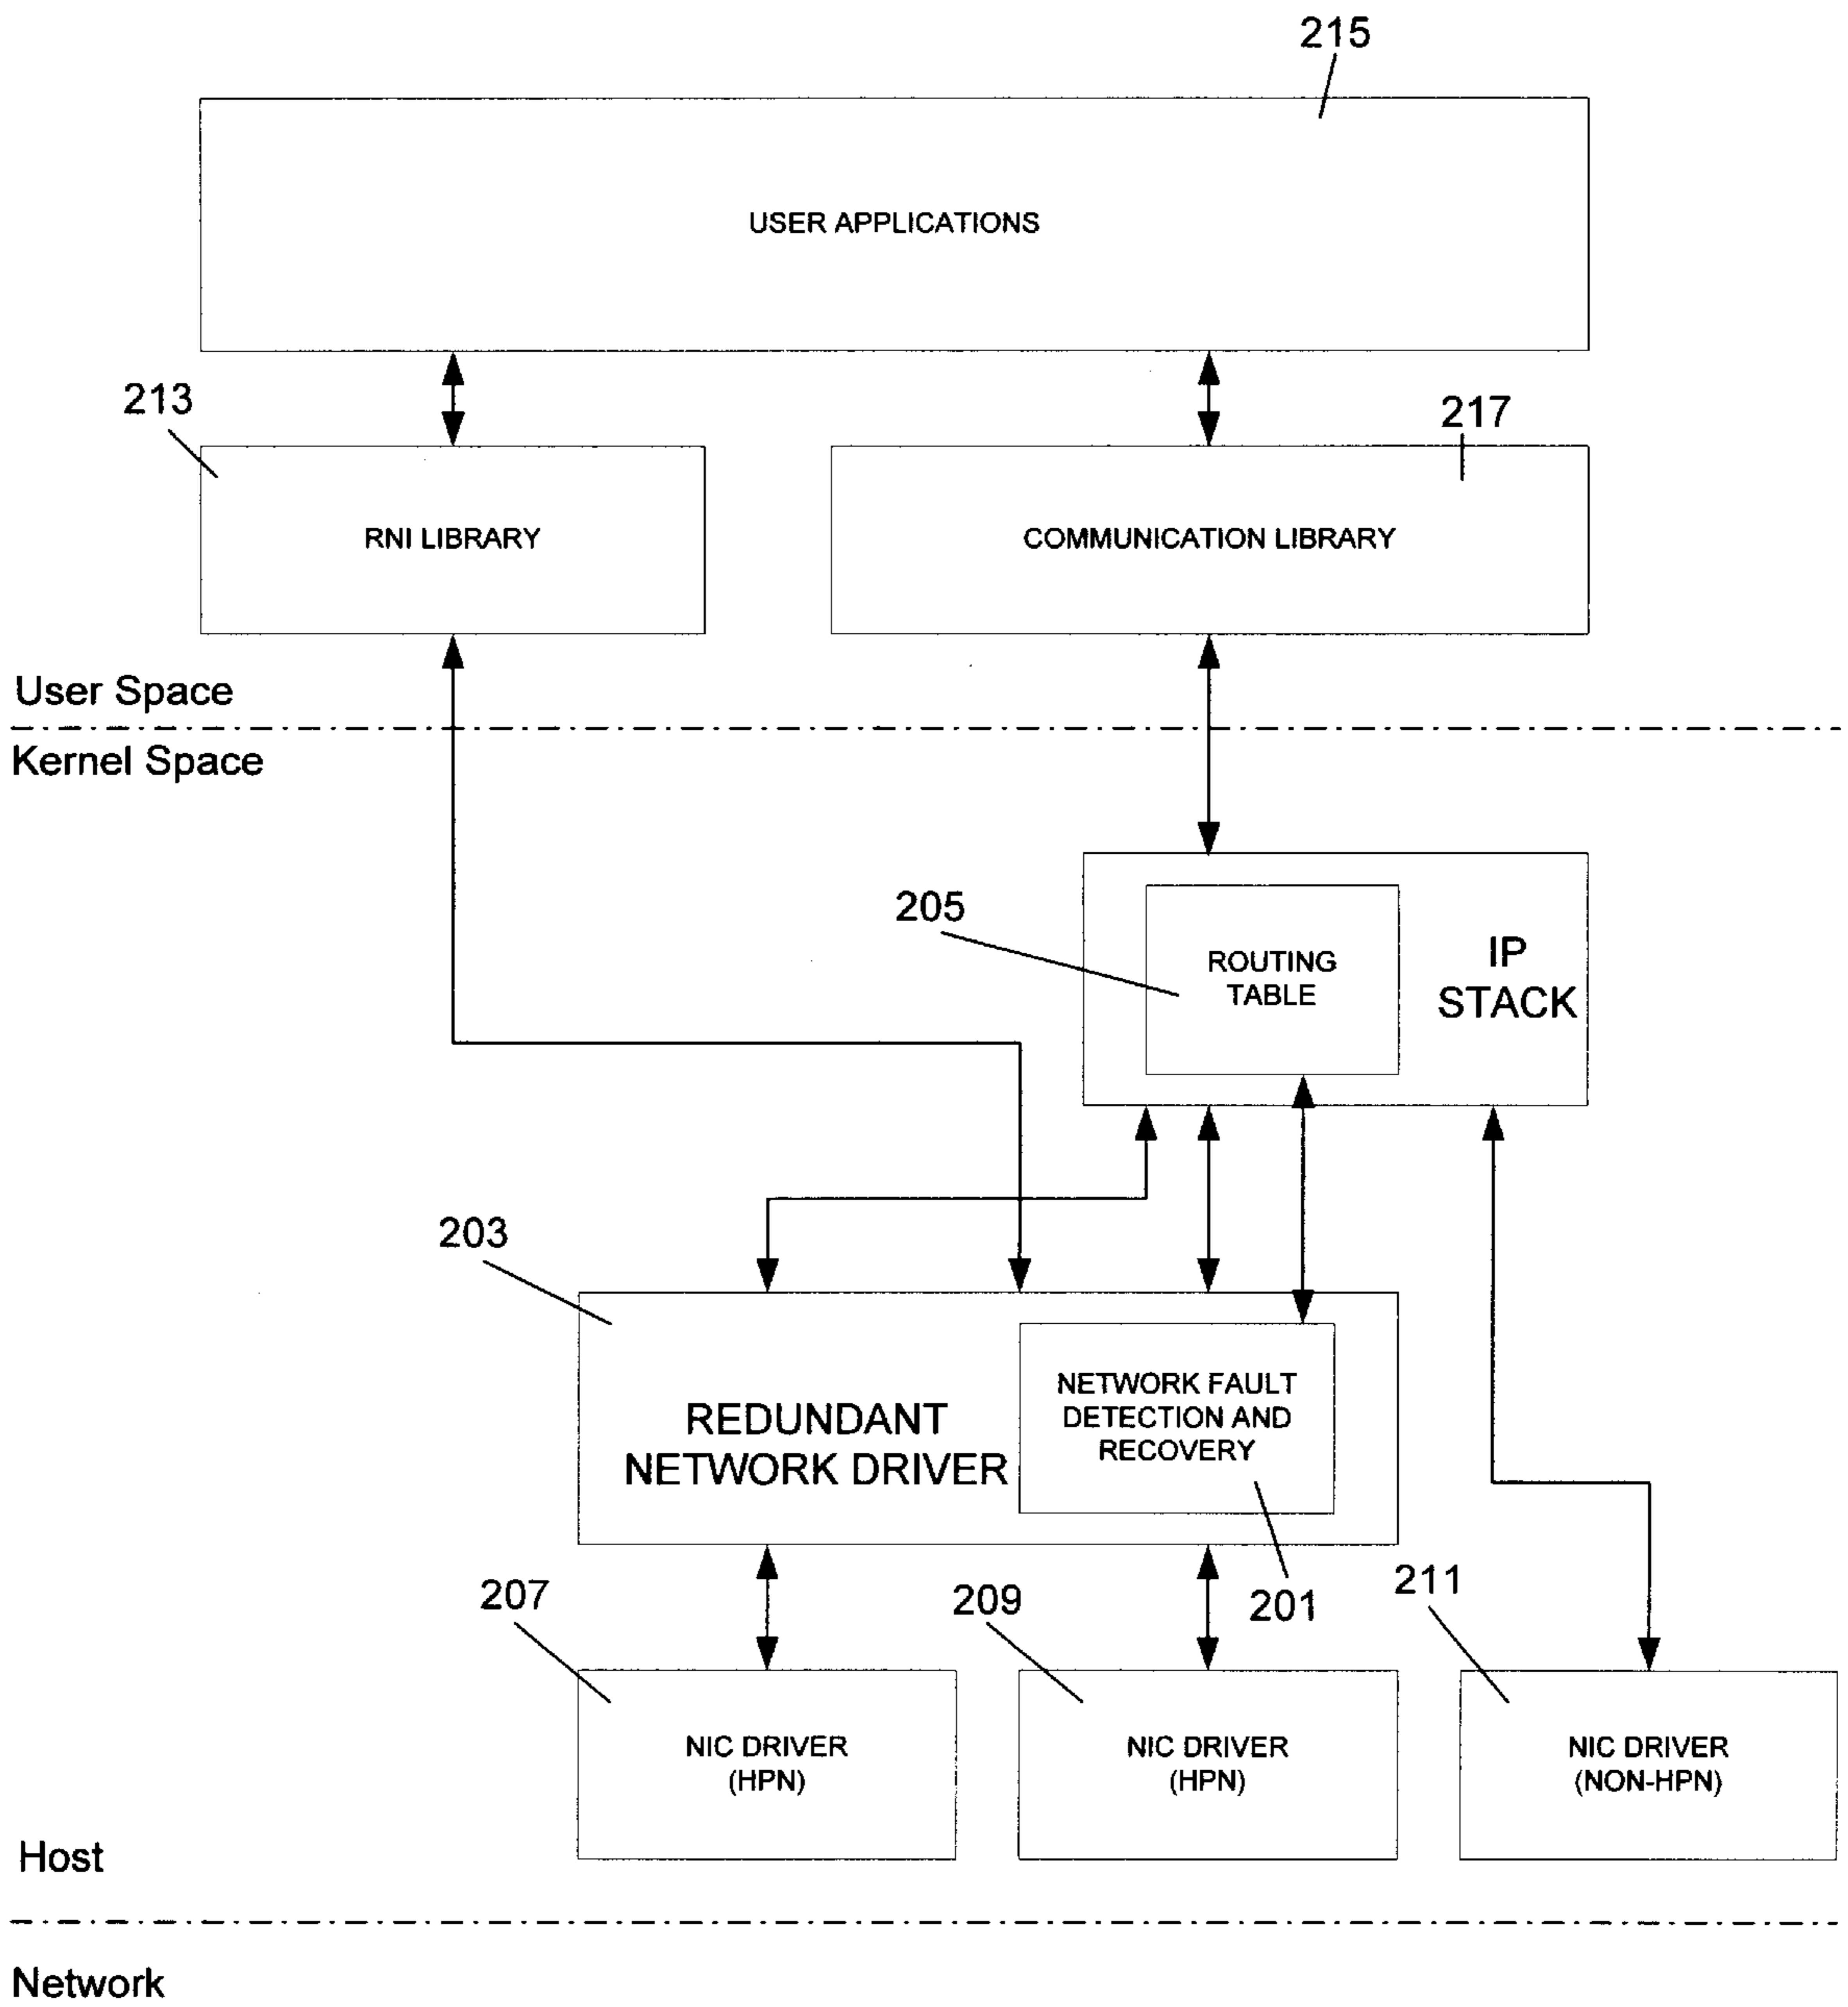 215
USER APPLICATIONS
213
217
RNI LIBRARY
COMMUNICATION LIBRARY
User Space
Kernel Space
205
ROUTING
TABLE
IP
STACK
203
REDUNDANT
NETWORK DRIVER
NETWORK FAULT
DETECTION AND
RECOVERY
207
209
201
211
NIC DRIVER
(HPN)
NIC DRIVER
(HPN)
NIC DRIVER
(NON-HPN)
Host
Network